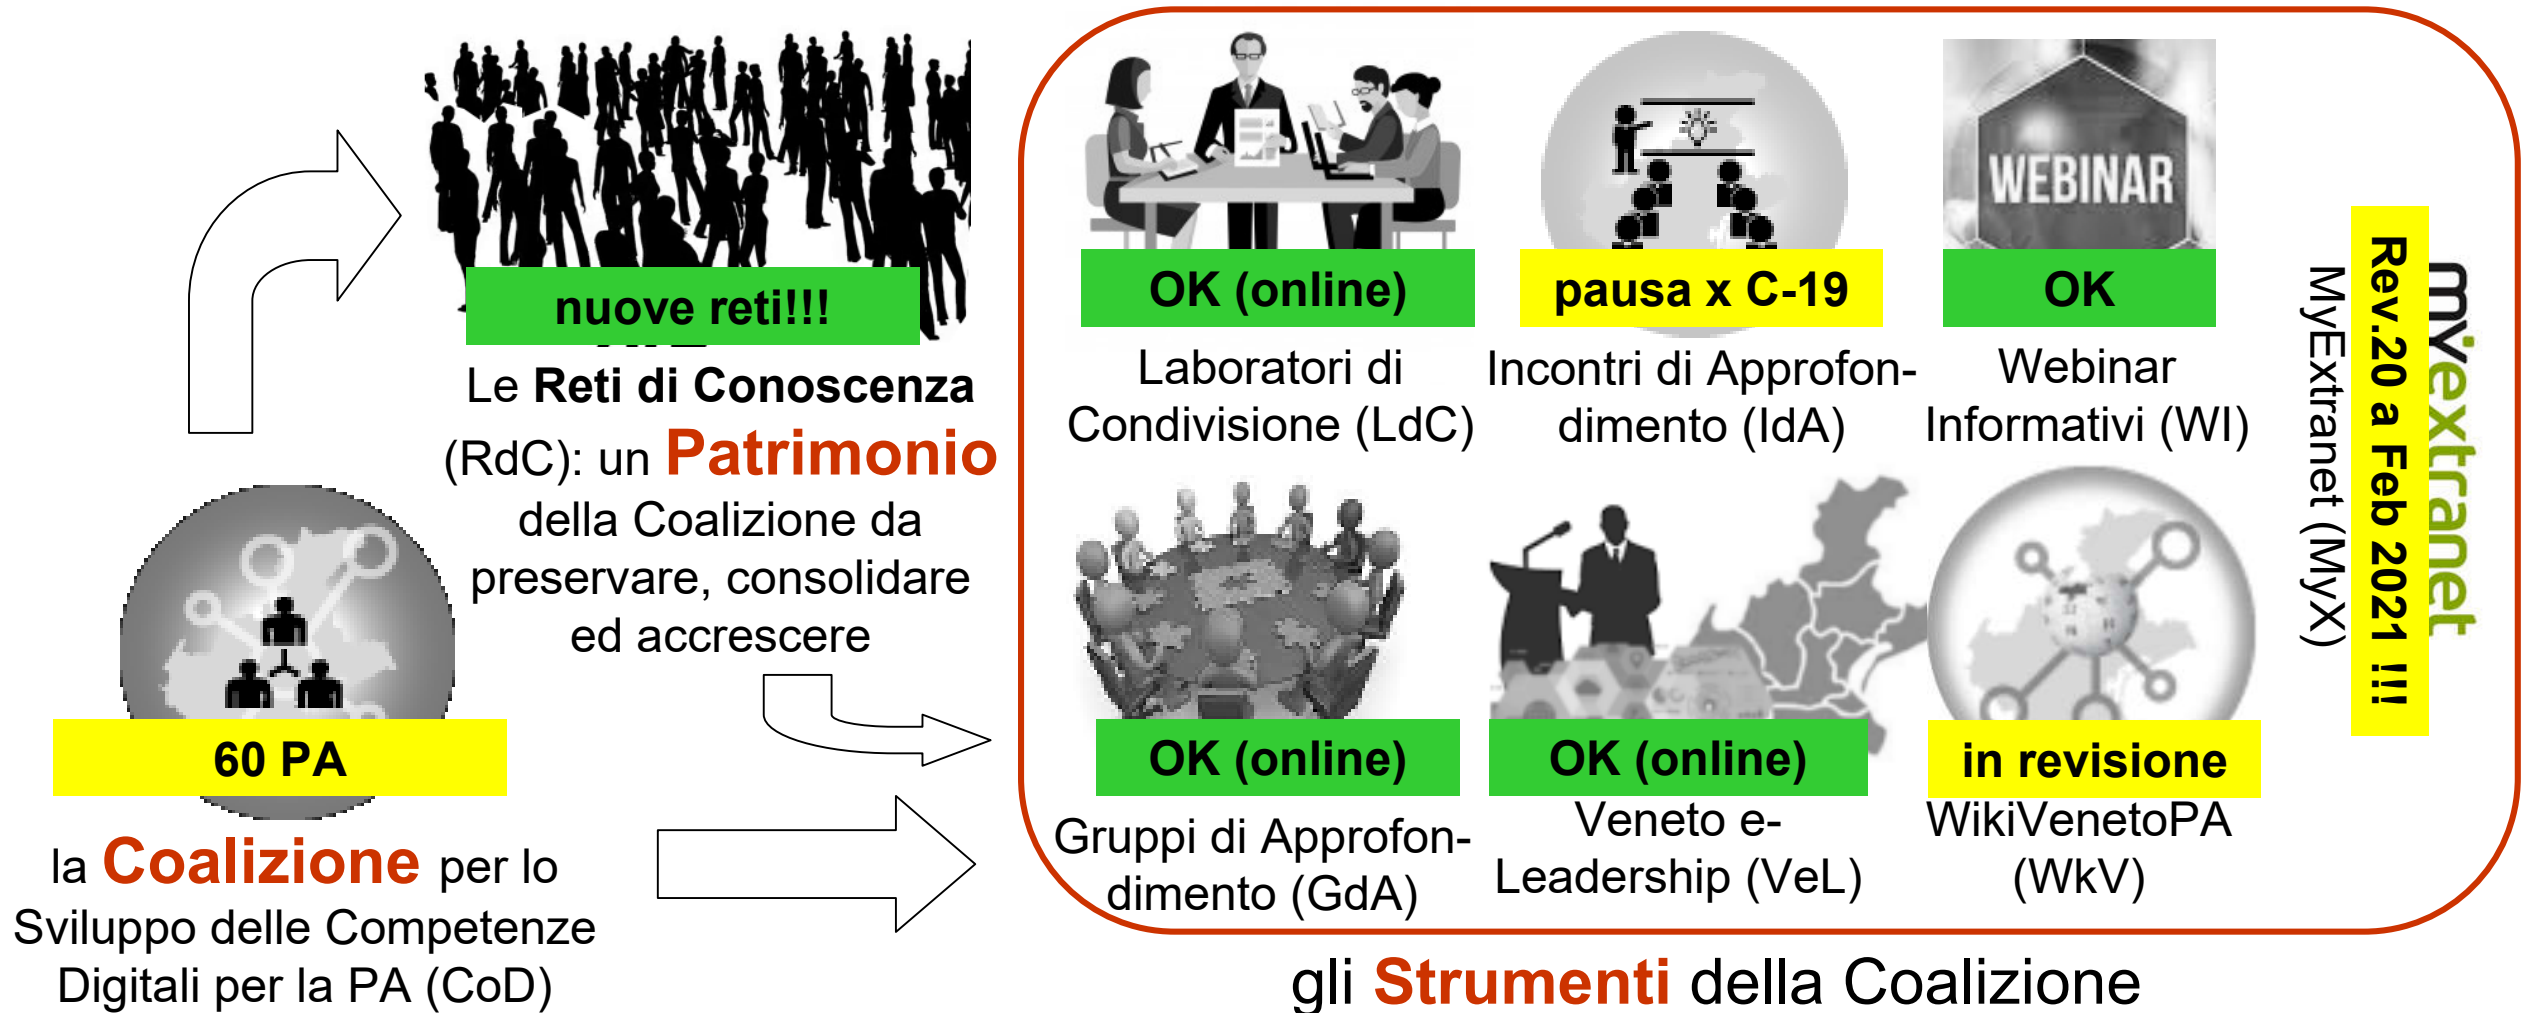 nuove reti!!!
Le Reti di Conoscenza
(RdC): un Patrimonio
della Coalizione da
preservare, consolidare
ed accrescere
60 PA
la Coalizione per lo
Sviluppo delle Competenze
Digitali per la PA (CoD)
OK (online)
Laboratori di
Condivisione (LdC)
pausa x C-19
Incontri di Approfon-
dimento (IdA)
WEBINAR
OK
Webinar
Informativi (WI)
OK (online)
Gruppi di Approfon-
dimento (GdA)
OK (online)
Veneto e-
Leadership (VeL)
in revisione
WikiVenetoPA
(WkV)
myextranet
Rev.20 a Feb 2021 !!!
MyExtranet (MyX)
gli Strumenti della Coalizione